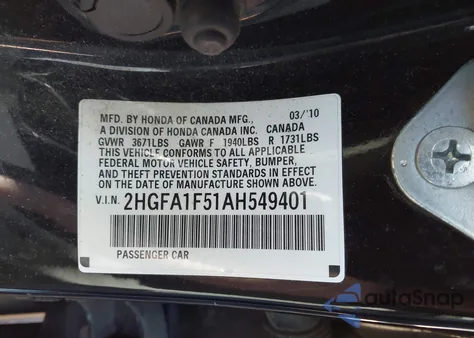 MFD. BY HONDA OF CANADA MFG., 03/'10
A DIVISION OF HONDA CANADA INC. CANADA
GVWR 3671LBS GAWR F 1940LBS R 1731LBS
THIS VEHICLE CONFORMS TO ALL APPLICABLE
FEDERAL MOTOR VEHICLE SAFETY, BUMPER,
AND THEFT PREVENTION STANDARDS IN EFFECT
ON THE DATE OF MANUFACTURE SHOWN ABOVE.
V.I.N. 2HGFA1F51AH549401
PASSENGER CAR
autoSnap